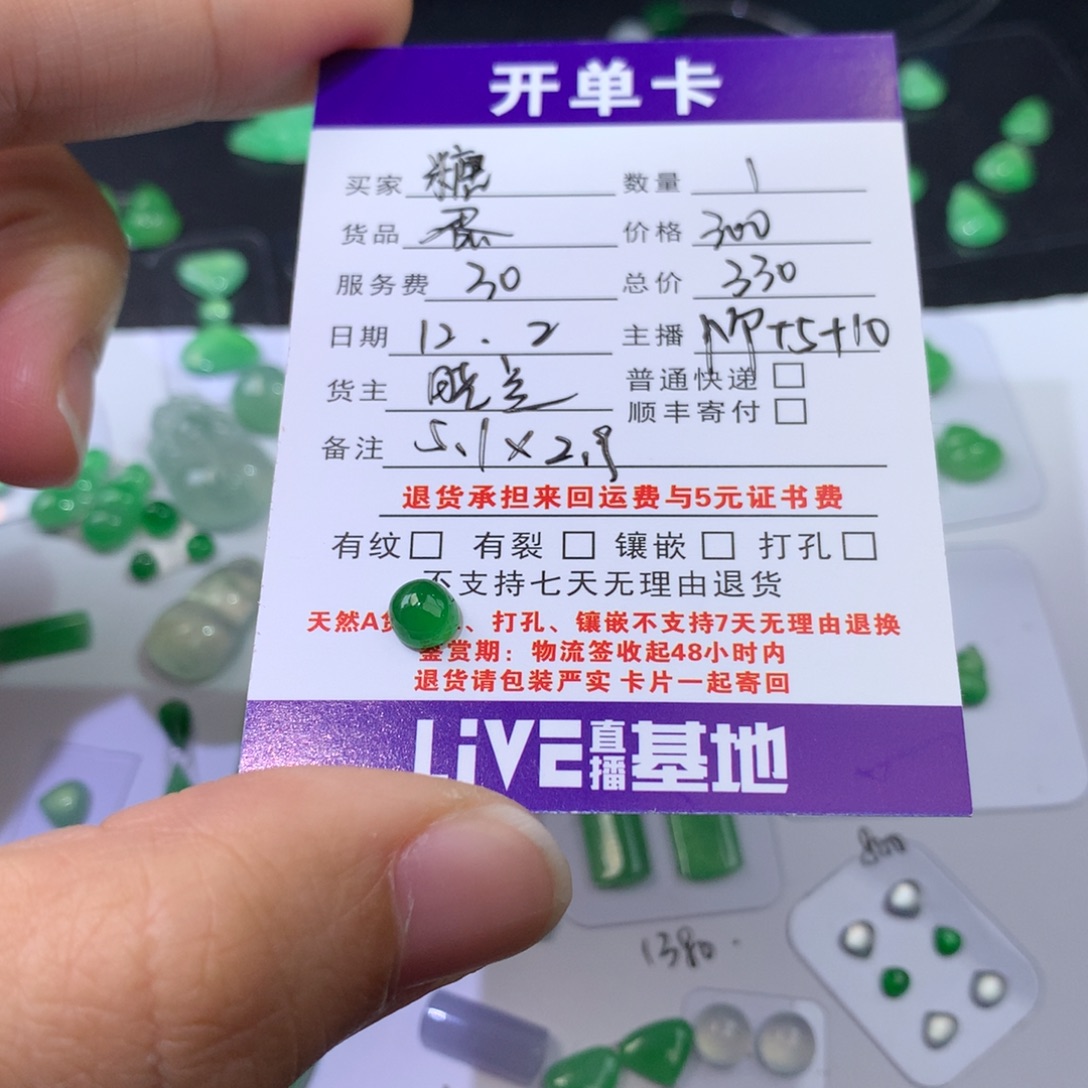 开单卡
买家 糖 数量 1
货品 蛋 价格 300
服务费 30 总价 330
日期 12.2 主播 +5+10
货主 晓兰 普通快递 □
顺丰寄付 □
备注 5.1×2.9
退货承担来回运费与5元证书费
有纹□ 有裂□ 镶嵌□ 打孔□
不支持七天无理由退货
天然A货 、打孔、镶嵌不支持7天无理由退换
鉴赏期：物流签收起48小时内
退货请包装严实 卡片一起寄回
LiVE直播基地
800
1380.